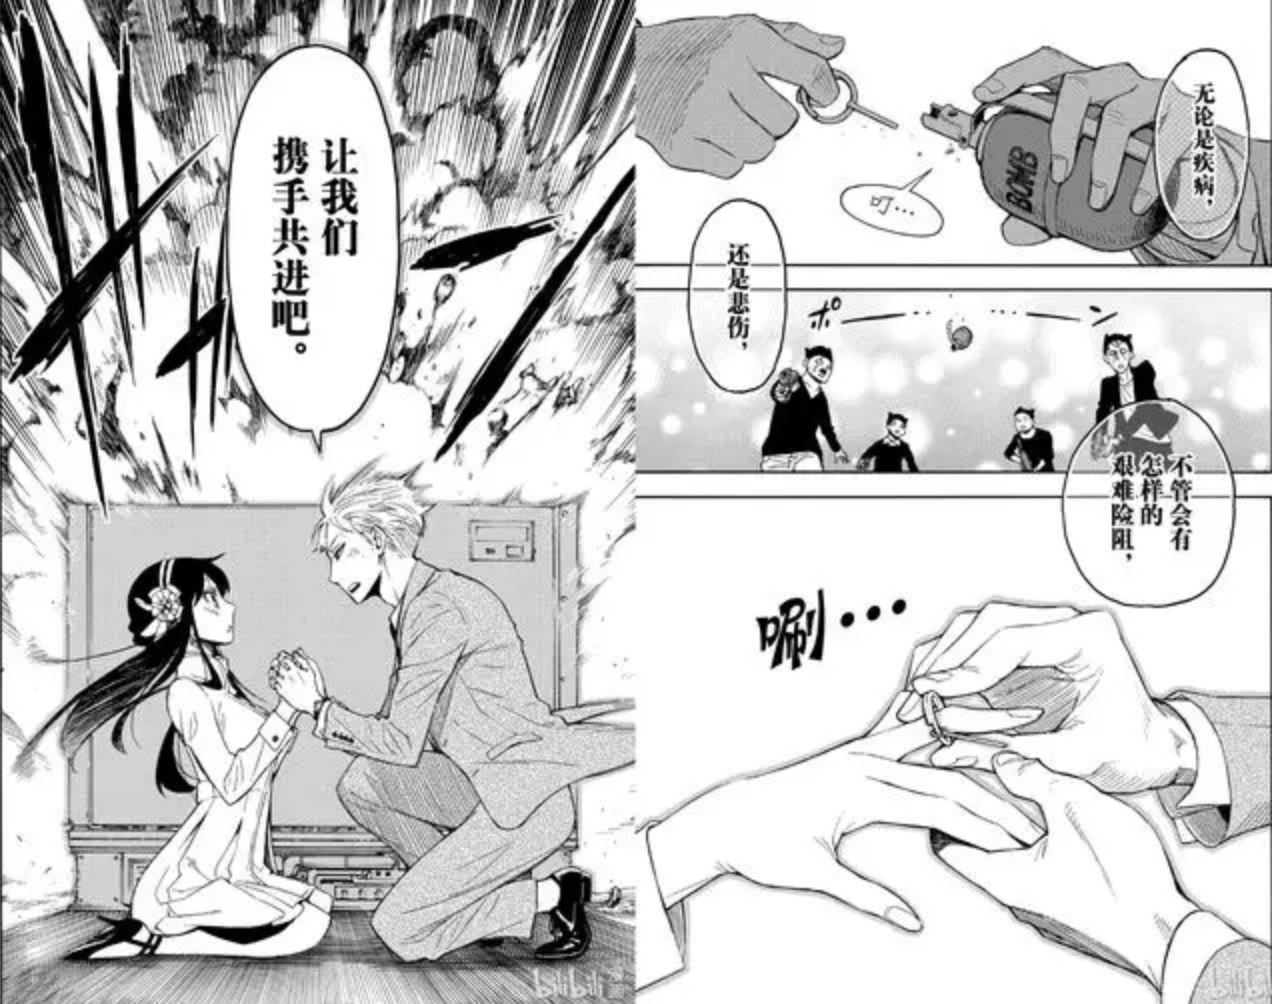 无论是疾病，
BOMB
叮…
还是悲伤，
ポ
ン
不管会有
怎样的
艰难险阻，
唰…
让我们
携手共进吧。
bilibili
bilibili